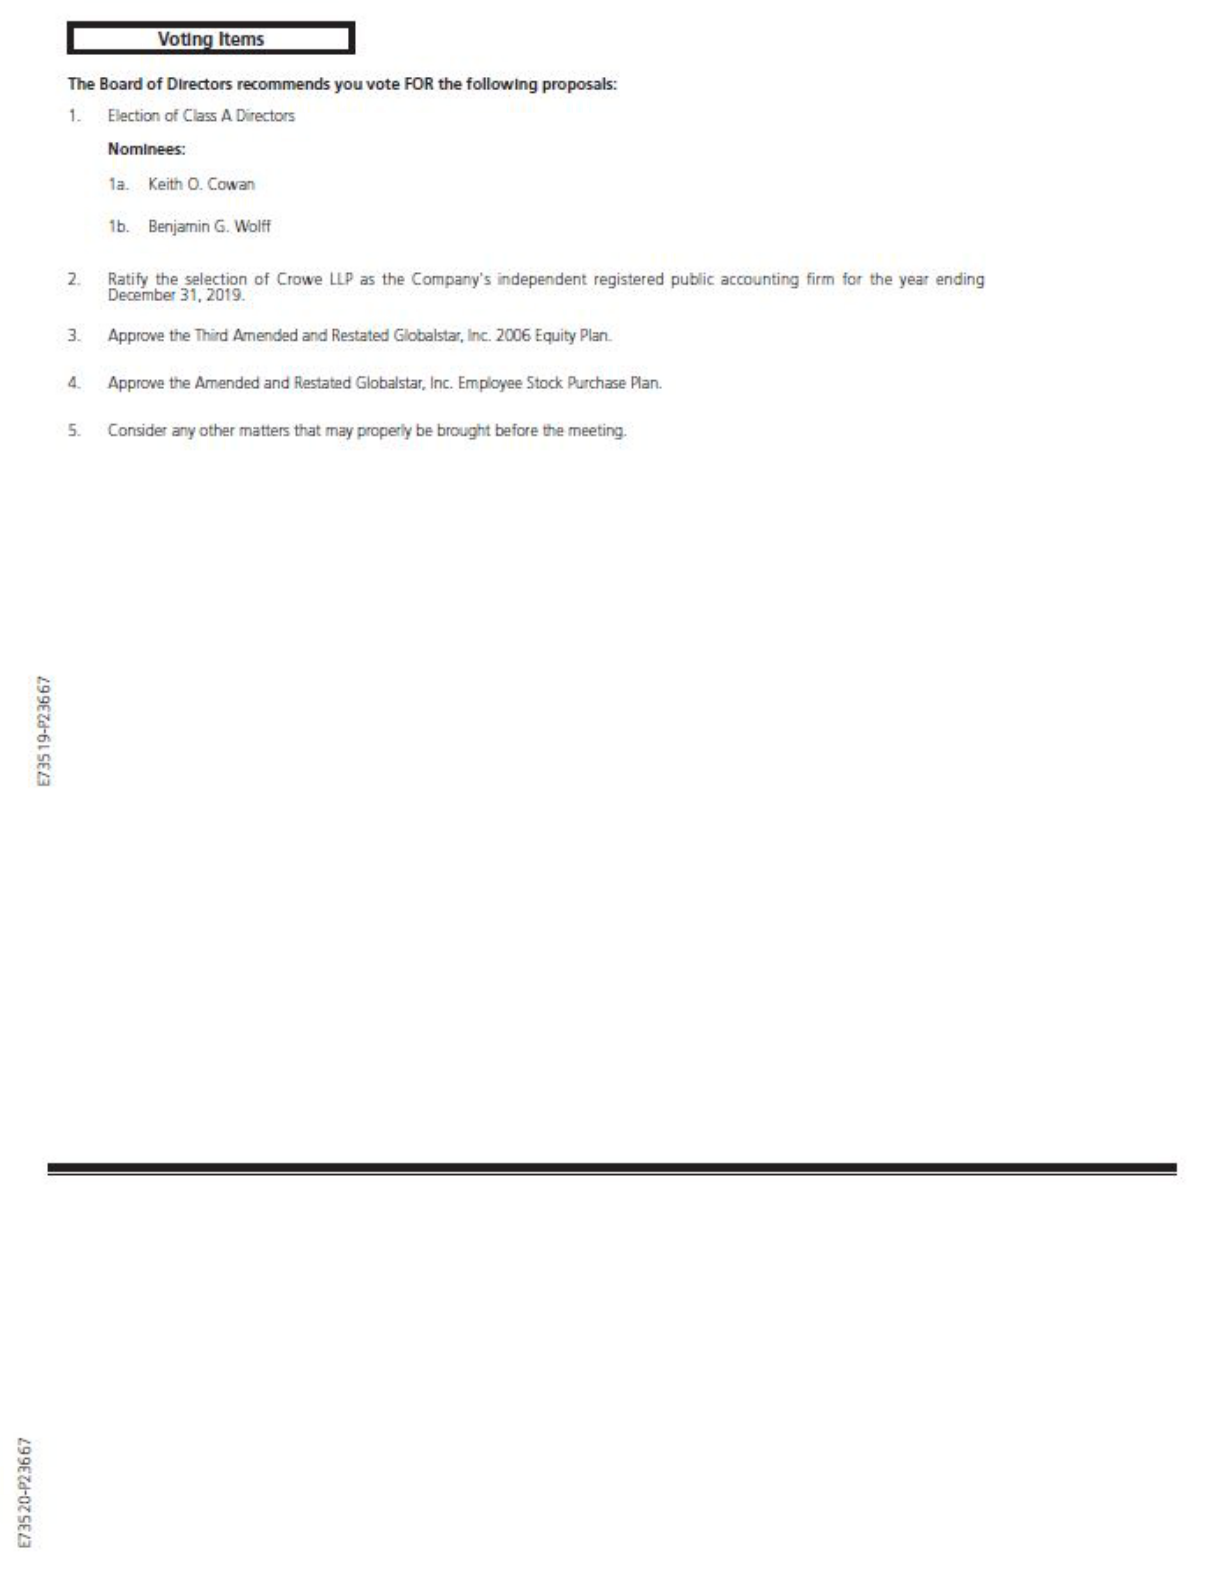 Voting Items
The Board of Directors recommends you vote FOR the following proposals:
1. Election of Class A Directors
Nominees:
1a. Keith O. Cowan
1b. Benjamin G. Wolff
2. Ratify the selection of Crowe LLP as the Company's independent registered public accounting firm for the year ending
December 31, 2019.
3. Approve the Third Amended and Restated Globalstar, Inc. 2006 Equity Plan.
4. Approve the Amended and Restated Globalstar, Inc. Employee Stock Purchase Plan.
5. Consider any other matters that may properly be brought before the meeting.
E73519-P23667
E73520-P23667